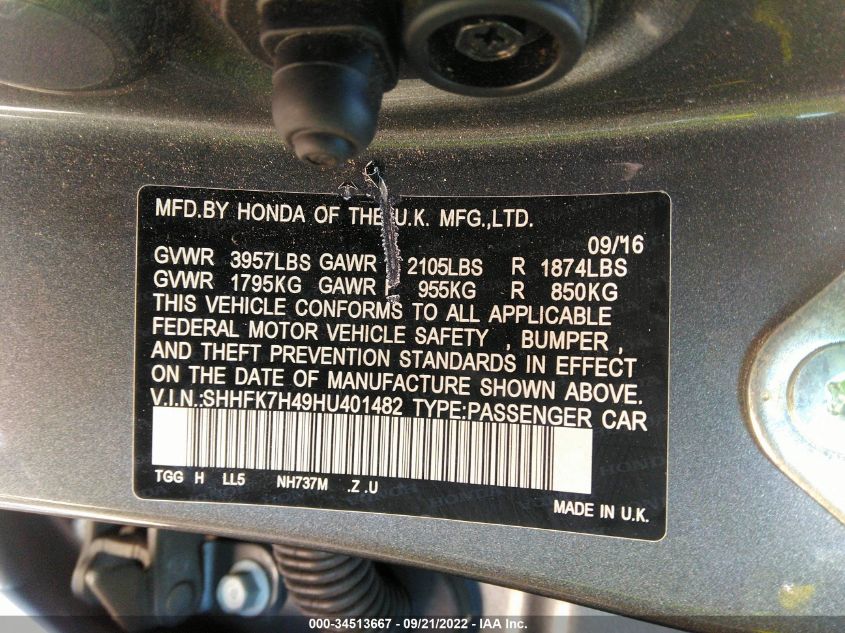 MFD.BY HONDA OF THE U.K. MFG.,LTD.
09/16
GVWR 3957LBS GAWR 2105LBS R 1874LBS
GVWR 1795KG GAWR F 955KG R 850KG
THIS VEHICLE CONFORMS TO ALL APPLICABLE
FEDERAL MOTOR VEHICLE SAFETY , BUMPER ,
AND THEFT PREVENTION STANDARDS IN EFFECT
ON THE DATE OF MANUFACTURE SHOWN ABOVE.
V.I.N.:SHHFK7H49HU401482 TYPE:PASSENGER CAR
TGG H LL5 NH737M .Z .U
MADE IN U.K.
000-34513667 - 09/21/2022 - IAA Inc.